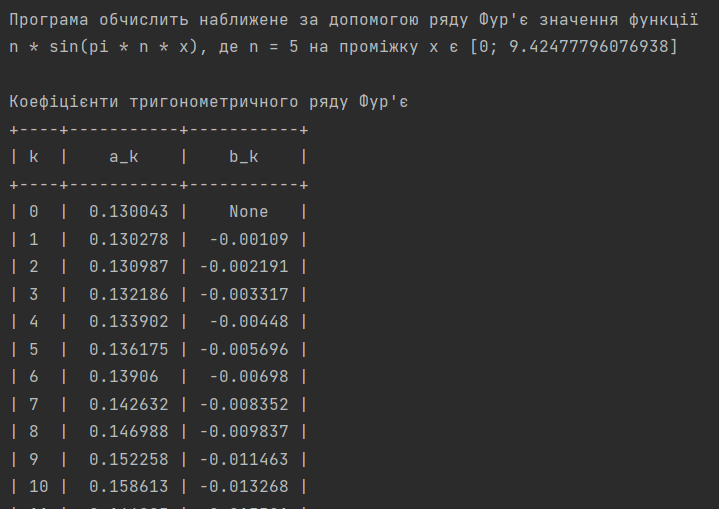 Програма обчислить наближене за допомогою ряду Фур'є значення функції
n * sin(pi * n * x), де n = 5 на проміжку x є [0; 9.42477796076938]
Коефіцієнти тригонометричного ряду Фур'є
+----+-----------+-----------+
| k  |    a_k    |    b_k    |
+----+-----------+-----------+
| 0  |  0.130043 |    None   |
| 1  |  0.130278 |  -0.00109 |
| 2  |  0.130987 | -0.002191 |
| 3  |  0.132186 | -0.003317 |
| 4  |  0.133902 |  -0.00448 |
| 5  |  0.136175 | -0.005696 |
| 6  |  0.13906  |  -0.00698 |
| 7  |  0.142632 | -0.008352 |
| 8  |  0.146988 | -0.009837 |
| 9  |  0.152258 | -0.011463 |
| 10 |  0.158613 | -0.013268 |